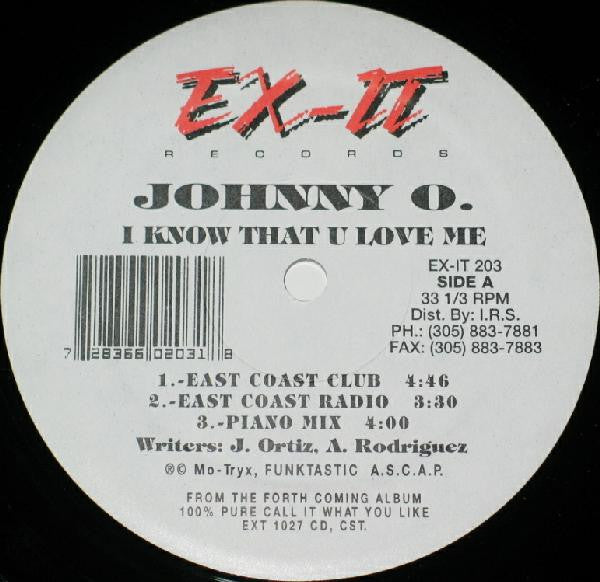 EX-IT
RECORDS
JOHNNY O.
I KNOW THAT U LOVE ME
EX-IT 203
SIDE A
33 1/3 RPM
Dist. By: I.R.S.
PH.: (305) 883-7881
FAX: (305) 883-7883
7 28366 02031 8
1.-EAST COAST CLUB 4:46
2.-EAST COAST RADIO 3:30
3.-PIANO MIX 4:00
Writers: J. Ortiz, A. Rodriguez
®© Mo-Tryx, FUNKTASTIC A.S.C.A.P.
FROM THE FORTH COMING ALBUM
100% PURE CALL IT WHAT YOU LIKE
EXT 1027 CD, CST.